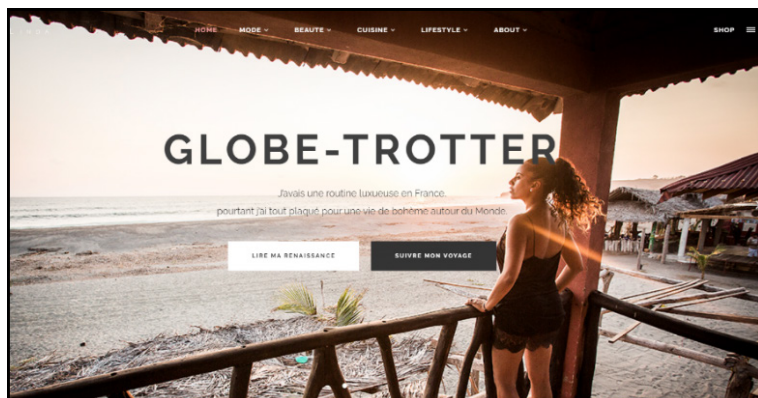 HOME MODE BEAUTE CUISINE LIFESTYLE ABOUT SHOP
GLOBE-TROTTER
J'avais une routine luxueuse en France,
pourtant j'ai tout plaqué pour une vie de bohème autour du Monde.
LIRE MA RENAISSANCE SUIVRE MON VOYAGE